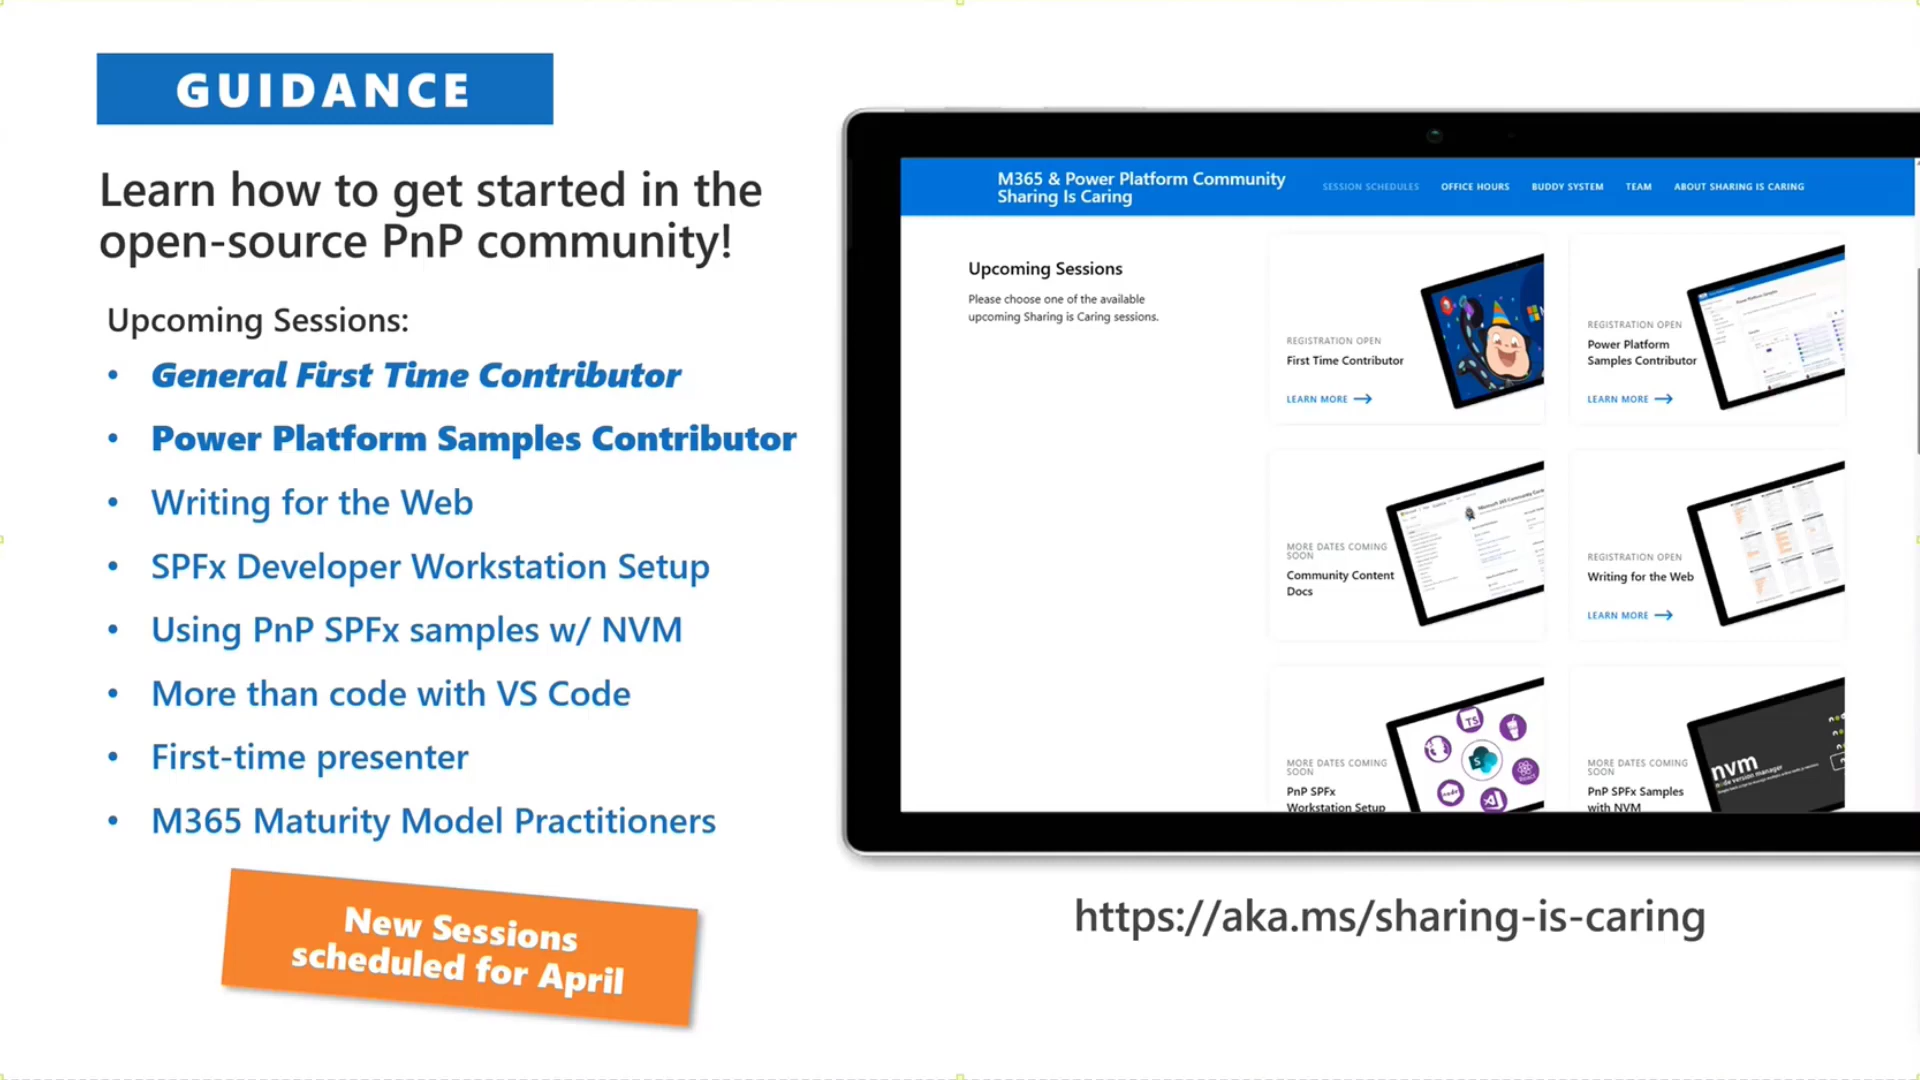 GUIDANCE
Learn how to get started in the
open-source PnP community!
Upcoming Sessions:
• General First Time Contributor
• Power Platform Samples Contributor
• Writing for the Web
• SPFx Developer Workstation Setup
• Using PnP SPFx samples w/ NVM
• More than code with VS Code
• First-time presenter
• M365 Maturity Model Practitioners
New Sessions
scheduled for April
M365 & Power Platform Community
Sharing Is Caring
SESSION SCHEDULES OFFICE HOURS BUDDY SYSTEM TEAM ABOUT SHARING IS CARING
Upcoming Sessions
Please choose one of the available
upcoming Sharing is Caring sessions.
REGISTRATION OPEN
First Time Contributor
LEARN MORE
REGISTRATION OPEN
Power Platform
Samples Contributor
LEARN MORE
MORE DATES COMING
SOON
Community Content
Docs
REGISTRATION OPEN
Writing for the Web
LEARN MORE
MORE DATES COMING
SOON
PnP SPFx
Workstation Setup
TS
S
MORE DATES COMING
SOON
PnP SPFx Samples
with NVM
nvm
node version manager
https://aka.ms/sharing-is-caring